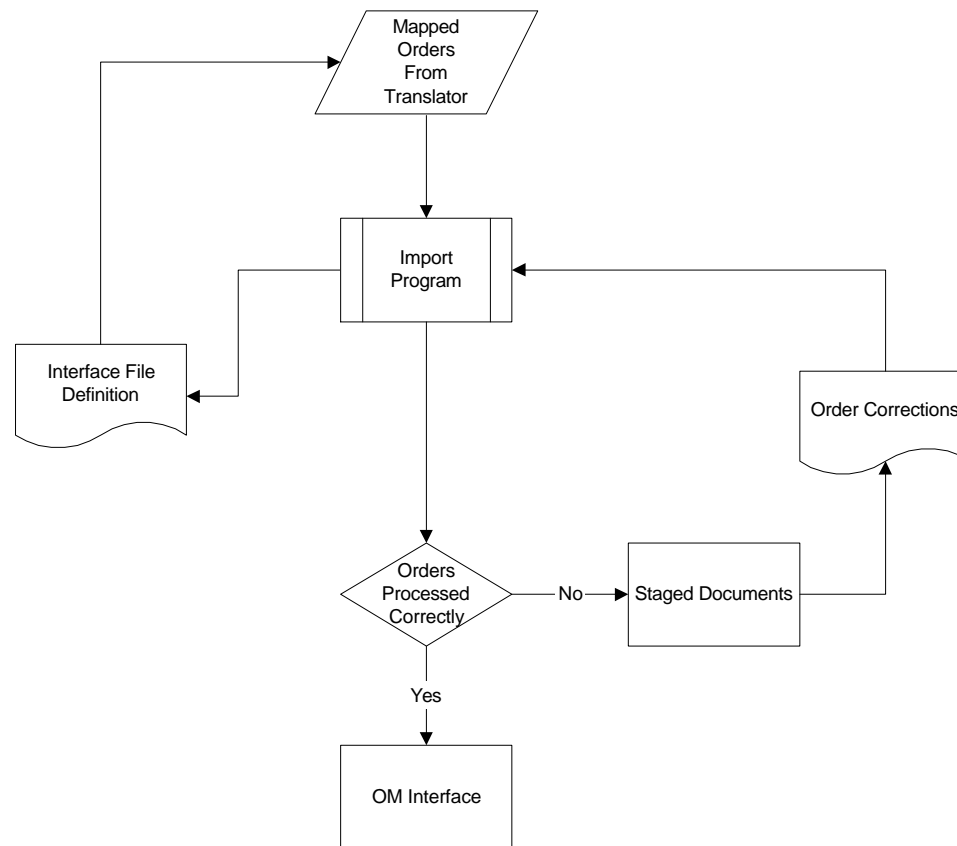 Mapped
Orders
From
Translator
Import
Program
Interface File
Definition
Order Corrections
Orders
Processed
Correctly
No
Staged Documents
Yes
OM Interface